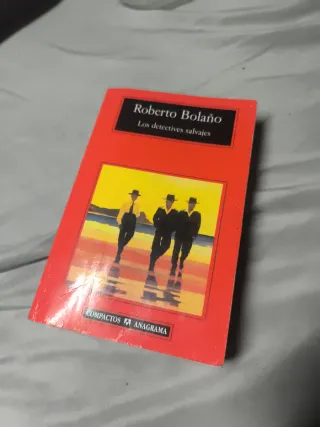 Roberto Bolaño
Los detectives salvajes
COMPACTOS ANAGRAMA